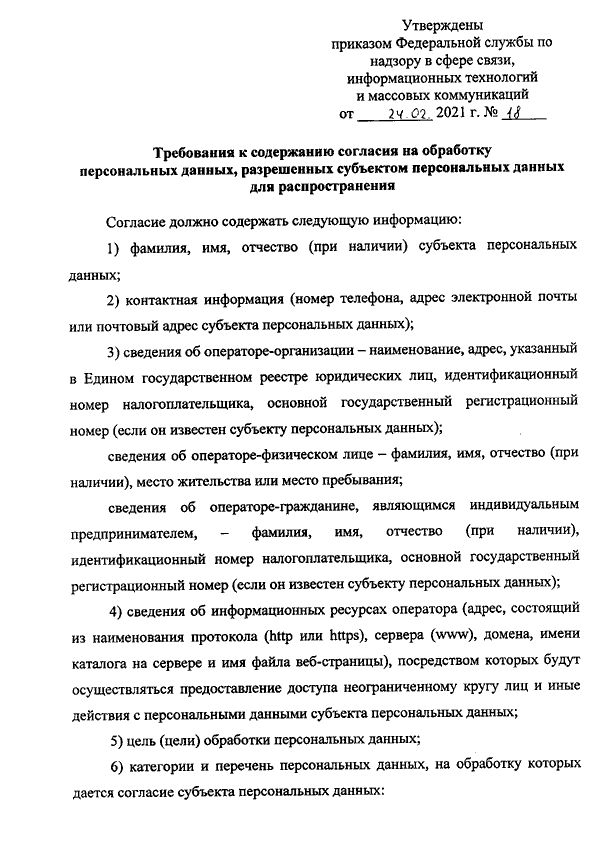 Утверждены
приказом Федеральной службы по
надзору в сфере связи,
информационных технологий
и массовых коммуникаций
от 24.02. 2021 г. № 18
Требования к содержанию согласия на обработку
персональных данных, разрешенных субъектом персональных данных
для распространения
Согласие должно содержать следующую информацию:
1) фамилия, имя, отчество (при наличии) субъекта персональных
данных;
2) контактная информация (номер телефона, адрес электронной почты
или почтовый адрес субъекта персональных данных);
3) сведения об операторе-организации – наименование, адрес, указанный
в Едином государственном реестре юридических лиц, идентификационный
номер налогоплательщика, основной государственный регистрационный
номер (если он известен субъекту персональных данных);
сведения об операторе-физическом лице – фамилия, имя, отчество (при
наличии), место жительства или место пребывания;
сведения об операторе-гражданине, являющимся индивидуальным
предпринимателем, – фамилия, имя, отчество (при наличии),
идентификационный номер налогоплательщика, основной государственный
регистрационный номер (если он известен субъекту персональных данных);
4) сведения об информационных ресурсах оператора (адрес, состоящий
из наименования протокола (http или https), сервера (www), домена, имени
каталога на сервере и имя файла веб-страницы), посредством которых будут
осуществляться предоставление доступа неограниченному кругу лиц и иные
действия с персональными данными субъекта персональных данных;
5) цель (цели) обработки персональных данных;
6) категории и перечень персональных данных, на обработку которых
дается согласие субъекта персональных данных: